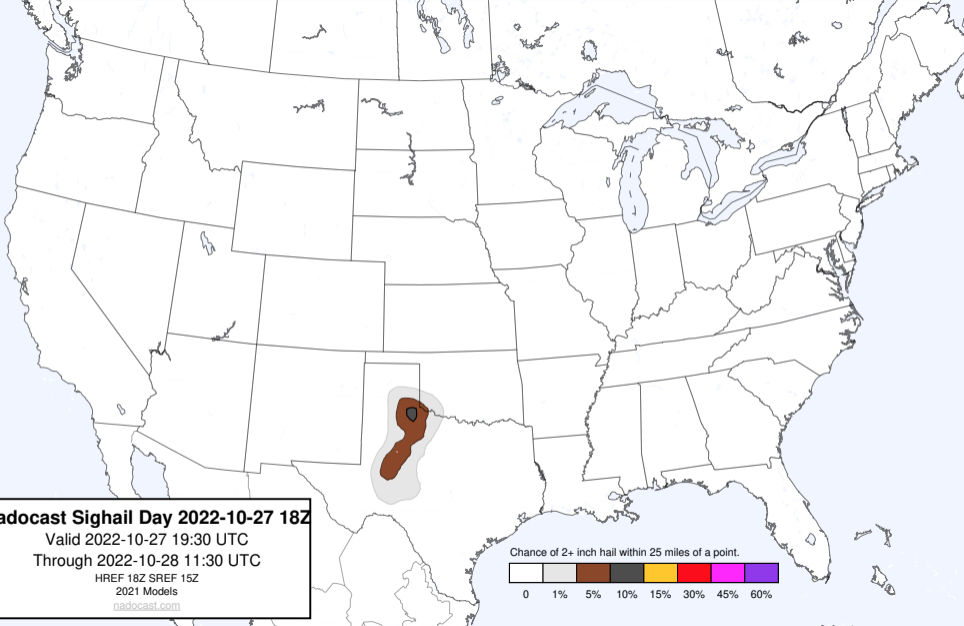 adocast Sighail Day 2022-10-27 18Z
Valid 2022-10-27 19:30 UTC
Through 2022-10-28 11:30 UTC
HREF 18Z SREF 15Z
2021 Models
nadocast.com
Chance of 2+ inch hail within 25 miles of a point.
0 1% 5% 10% 15% 30% 45% 60%